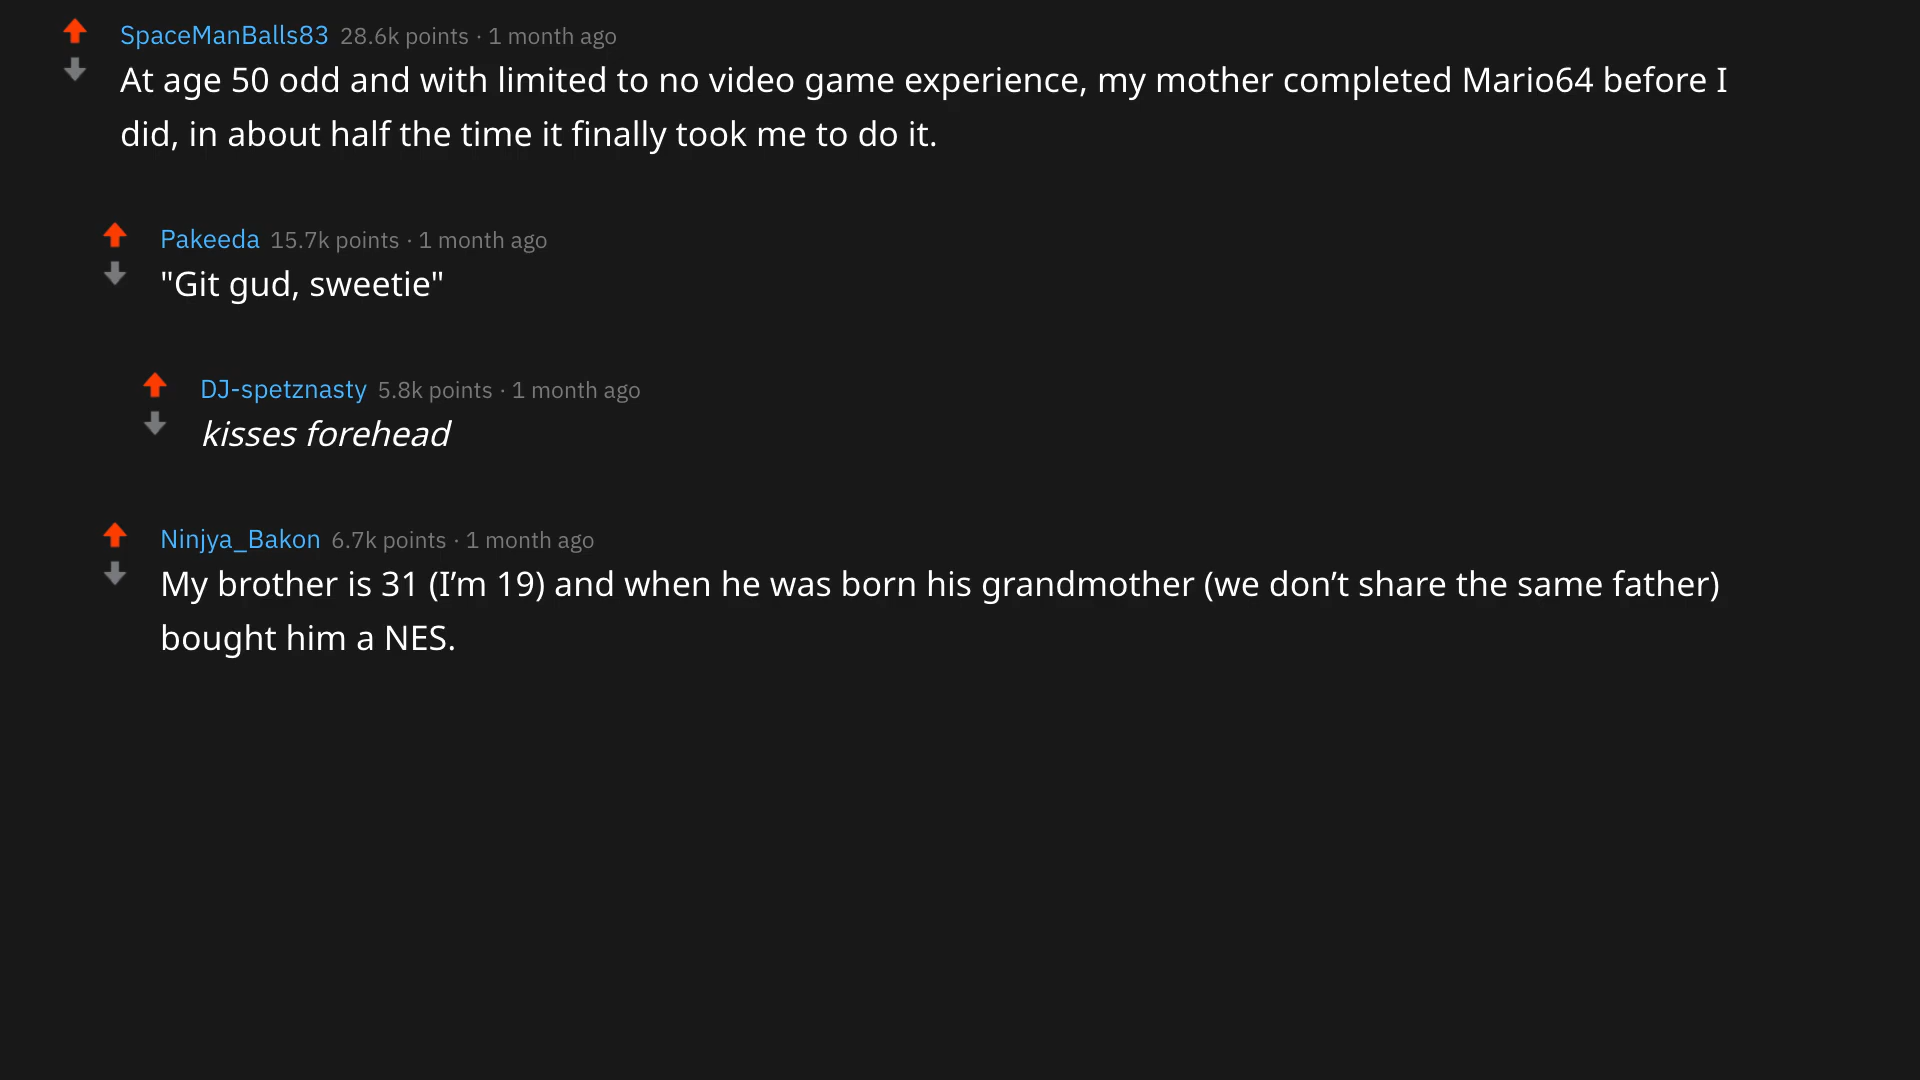 SpaceManBalls83 28.6k points · 1 month ago
At age 50 odd and with limited to no video game experience, my mother completed Mario64 before I
did, in about half the time it finally took me to do it.
Pakeeda 15.7k points · 1 month ago
"Git gud, sweetie"
DJ-spetznasty 5.8k points · 1 month ago
kisses forehead
Ninjya_Bakon 6.7k points · 1 month ago
My brother is 31 (I’m 19) and when he was born his grandmother (we don’t share the same father)
bought him a NES.